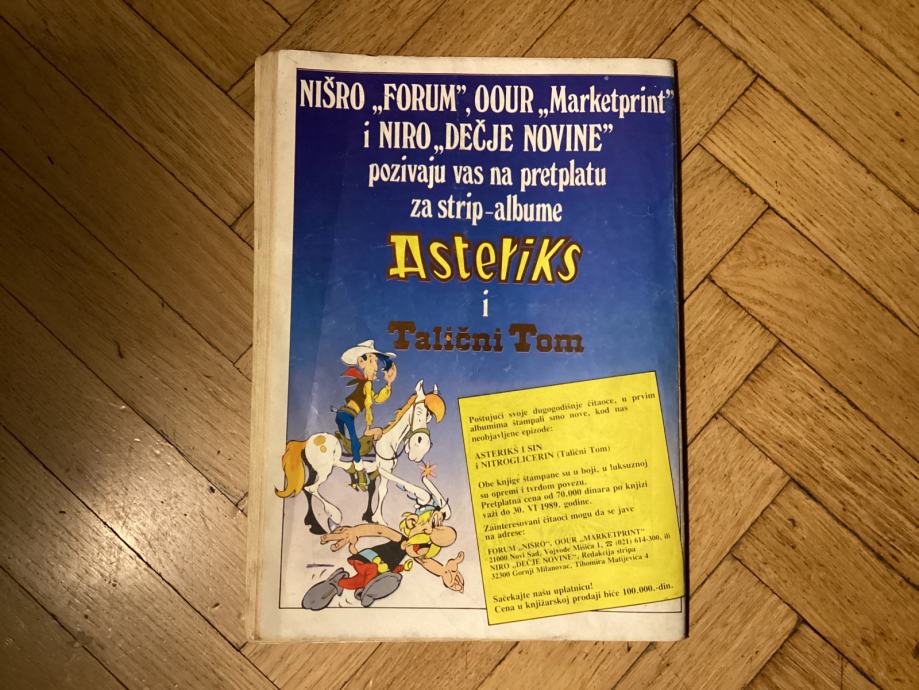 NIŠRO „FORUM”, OOUR „Marketprint”
i NIRO „DEČJE NOVINE”
pozivaju vas na pretplatu
za strip-albume
Asteriks
i
Talični Tom
Poštujući svoje dugogodišnje čitaoce, u prvim
albumima štampali smo nove, kod nas
neobjavljene epizode:
ASTERIKS I SIN
i NITROGLICERIN (Talični Tom)
Obe knjige štampane su u boji, u luksuznoj
su opremi i tvrdom povezu.
Pretplatna cena od 70.000 dinara po knjizi
važi do 30. VI 1989. godine.
Zainteresovani čitaoci mogu da se jave
na adrese:
FORUM „NIŠRO”, OOUR „MARKETPRINT”
21000 Novi Sad, Vojvode Mišića 1, ☎ (021) 614-300, ili
NIRO „DEČJE NOVINE”, Redakcija stripa
32300 Gornji Milanovac, Tihomira Matijevića 4
Sačekajte našu uplatnicu!
Cena u knjižarskoj prodaji biće 100.000.-din.